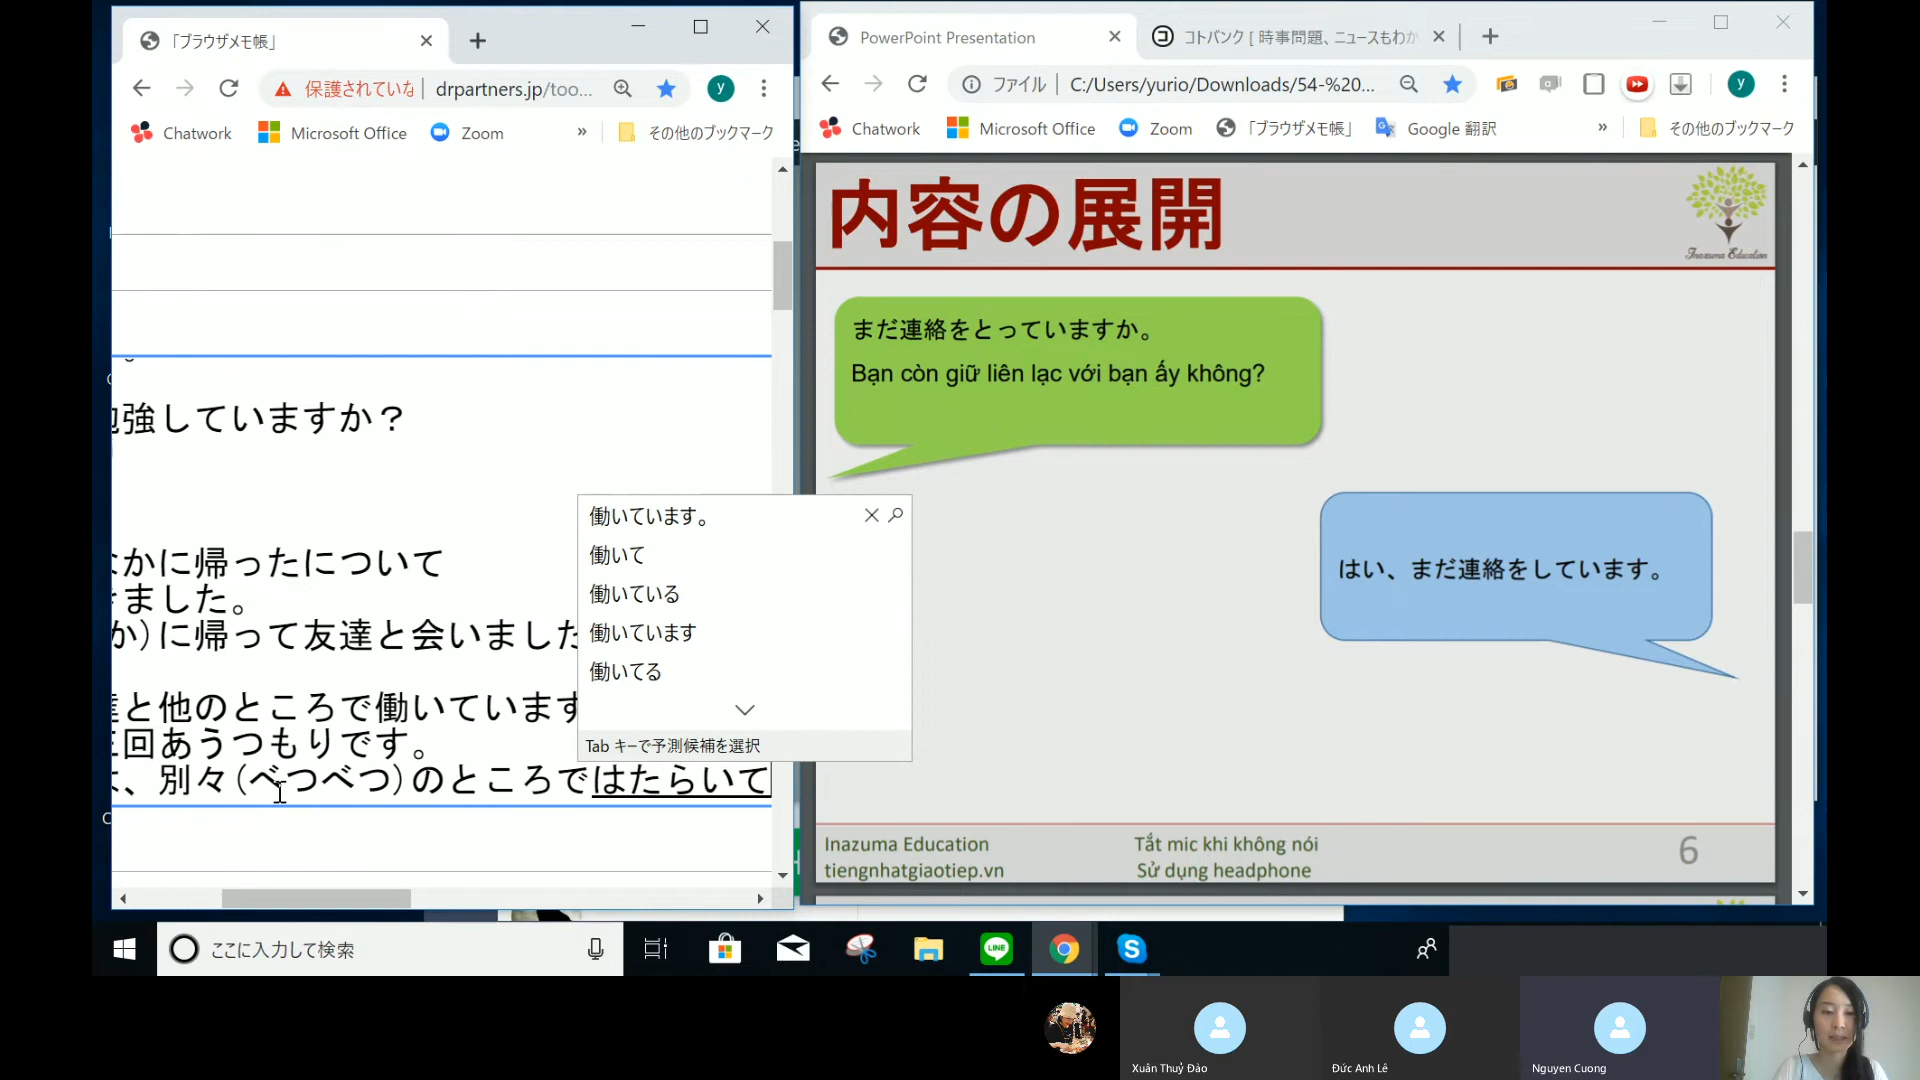 「ブラウザメモ帳」
保護されていな
drpartners.jp/too...
Chatwork
Microsoft Office
Zoom
»
その他のブックマーク
強していますか？
かに帰ったについて
ました。
か)に帰って友達と会いました
と他のところで働いています
回あうつもりです。
、別々(べつべつ)のところではたらいて
働いています。
働いて
働いている
働いています
働いてる
Tab キーで予測候補を選択
PowerPoint Presentation
コトバンク [ 時事問題、ニュースもわか
ファイル
C:/Users/yurio/Downloads/54-%20...
y
y
Chatwork
Microsoft Office
Zoom
「ブラウザメモ帳」
Google 翻訳
»
その他のブックマーク
内容の展開
Inazuma Education
まだ連絡をとっていますか。
Bạn còn giữ liên lạc với bạn ấy không?
はい、まだ連絡をしています。
Inazuma Education
tiengnhatgiaotiep.vn
Tắt mic khi không nói
Sử dụng headphone
6
ここに入力して検索
LINE
Xuân Thuỷ Đào
Đức Anh Lê
Nguyen Cuong